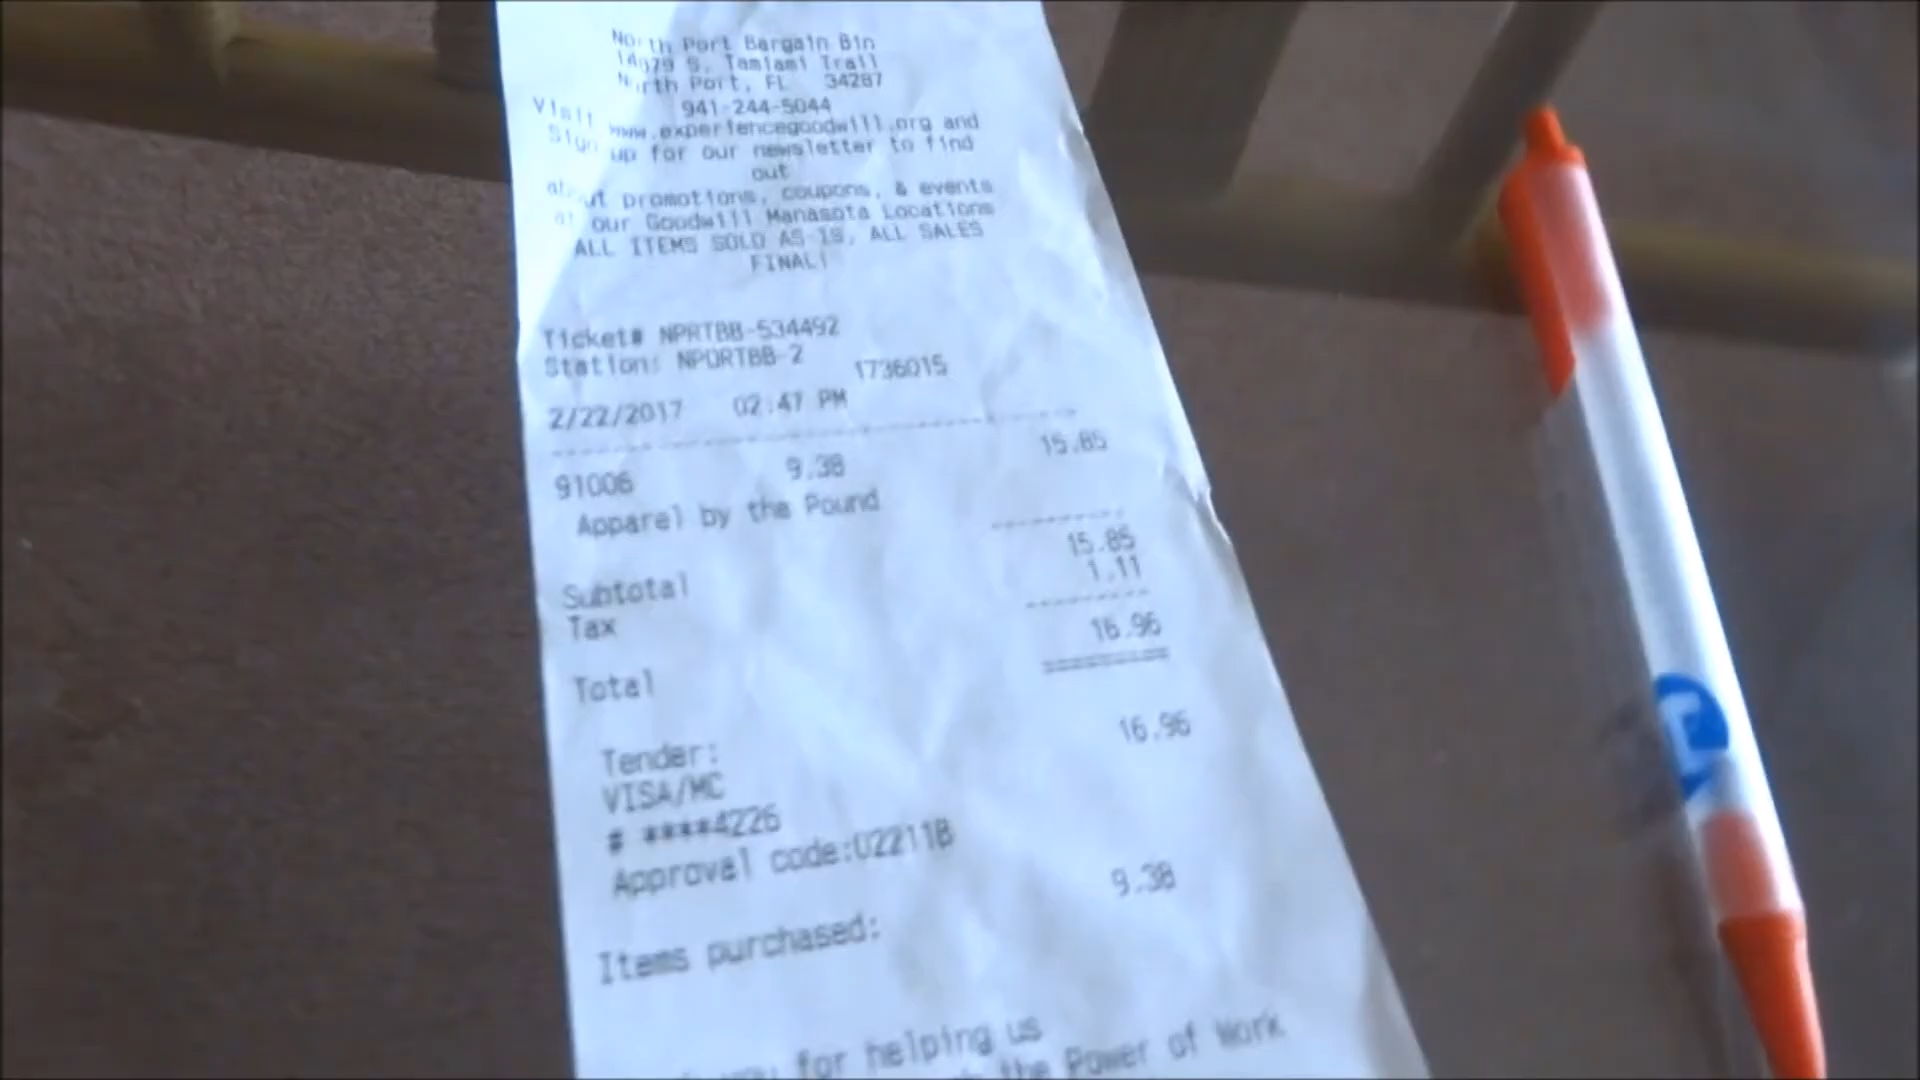 North Port Bargain Bin
14879 S. Tamiami Trail
North Port, FL 34287
941-244-5044
Visit www.experiencegoodwill.org and
Sign up for our newsletter to find
out
about promotions, coupons, & events
at our Goodwill Manasota Locations
ALL ITEMS SOLD AS-IS, ALL SALES
FINAL!
Ticket# NPRTBB-534492
Station: NPORTBB-2
1736015
2/22/2017 02:47 PM
91006 9.38 15.85
Apparel by the Pound
Subtotal 15.85
Tax 1.11
Total 16.96
Tender:
VISA/MC 16.96
# ****4226
Approval code:02211B
Items purchased: 9.38
you for helping us
the Power of Work